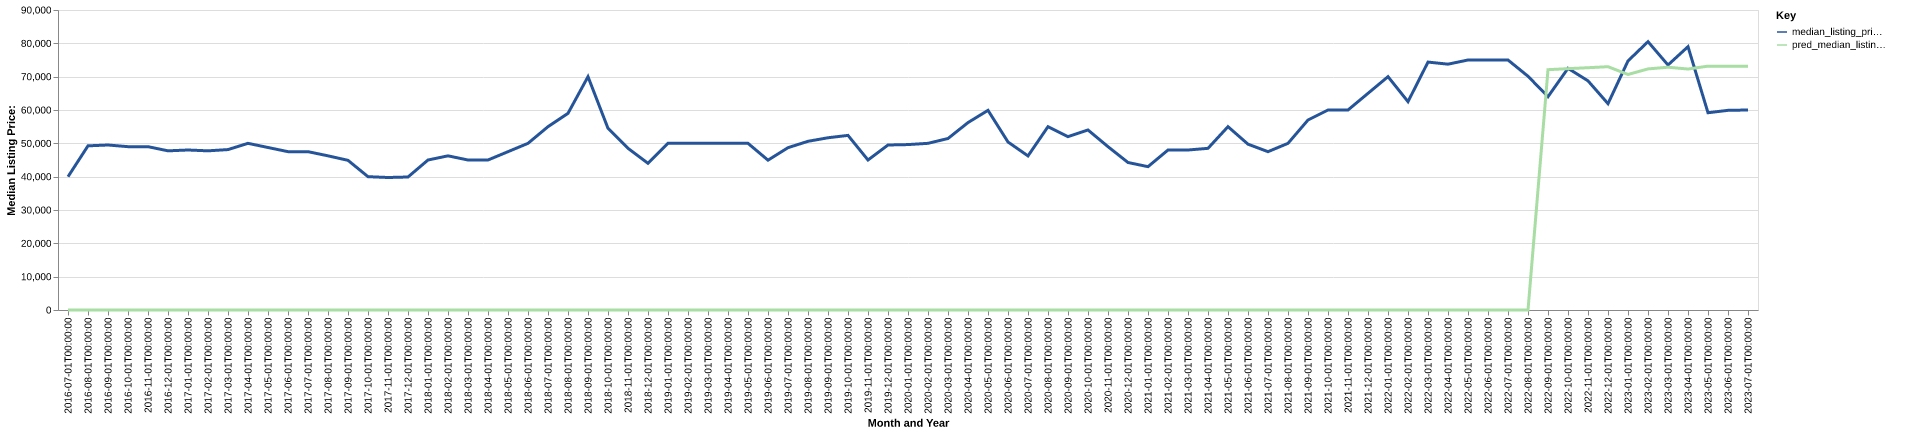 90,000
80,000
70,000
60,000
50,000
40,000
30,000
20,000
10,000
0
Median Listing Price:
2016-07-01T00:00:00
2016-08-01T00:00:00
2016-09-01T00:00:00
2016-10-01T00:00:00
2016-11-01T00:00:00
2016-12-01T00:00:00
2017-01-01T00:00:00
2017-02-01T00:00:00
2017-03-01T00:00:00
2017-04-01T00:00:00
2017-05-01T00:00:00
2017-06-01T00:00:00
2017-07-01T00:00:00
2017-08-01T00:00:00
2017-09-01T00:00:00
2017-10-01T00:00:00
2017-11-01T00:00:00
2017-12-01T00:00:00
2018-01-01T00:00:00
2018-02-01T00:00:00
2018-03-01T00:00:00
2018-04-01T00:00:00
2018-05-01T00:00:00
2018-06-01T00:00:00
2018-07-01T00:00:00
2018-08-01T00:00:00
2018-09-01T00:00:00
2018-10-01T00:00:00
2018-11-01T00:00:00
2018-12-01T00:00:00
2019-01-01T00:00:00
2019-02-01T00:00:00
2019-03-01T00:00:00
2019-04-01T00:00:00
2019-05-01T00:00:00
2019-06-01T00:00:00
2019-07-01T00:00:00
2019-08-01T00:00:00
2019-09-01T00:00:00
2019-10-01T00:00:00
2019-11-01T00:00:00
2019-12-01T00:00:00
2020-01-01T00:00:00
2020-02-01T00:00:00
2020-03-01T00:00:00
2020-04-01T00:00:00
2020-05-01T00:00:00
2020-06-01T00:00:00
2020-07-01T00:00:00
2020-08-01T00:00:00
2020-09-01T00:00:00
2020-10-01T00:00:00
2020-11-01T00:00:00
2020-12-01T00:00:00
2021-01-01T00:00:00
2021-02-01T00:00:00
2021-03-01T00:00:00
2021-04-01T00:00:00
2021-05-01T00:00:00
2021-06-01T00:00:00
2021-07-01T00:00:00
2021-08-01T00:00:00
2021-09-01T00:00:00
2021-10-01T00:00:00
2021-11-01T00:00:00
2021-12-01T00:00:00
2022-01-01T00:00:00
2022-02-01T00:00:00
2022-03-01T00:00:00
2022-04-01T00:00:00
2022-05-01T00:00:00
2022-06-01T00:00:00
2022-07-01T00:00:00
2022-08-01T00:00:00
2022-09-01T00:00:00
2022-10-01T00:00:00
2022-11-01T00:00:00
2022-12-01T00:00:00
2023-01-01T00:00:00
2023-02-01T00:00:00
2023-03-01T00:00:00
2023-04-01T00:00:00
2023-05-01T00:00:00
2023-06-01T00:00:00
2023-07-01T00:00:00
Month and Year
Key
median_listing_pri…
pred_median_listin…